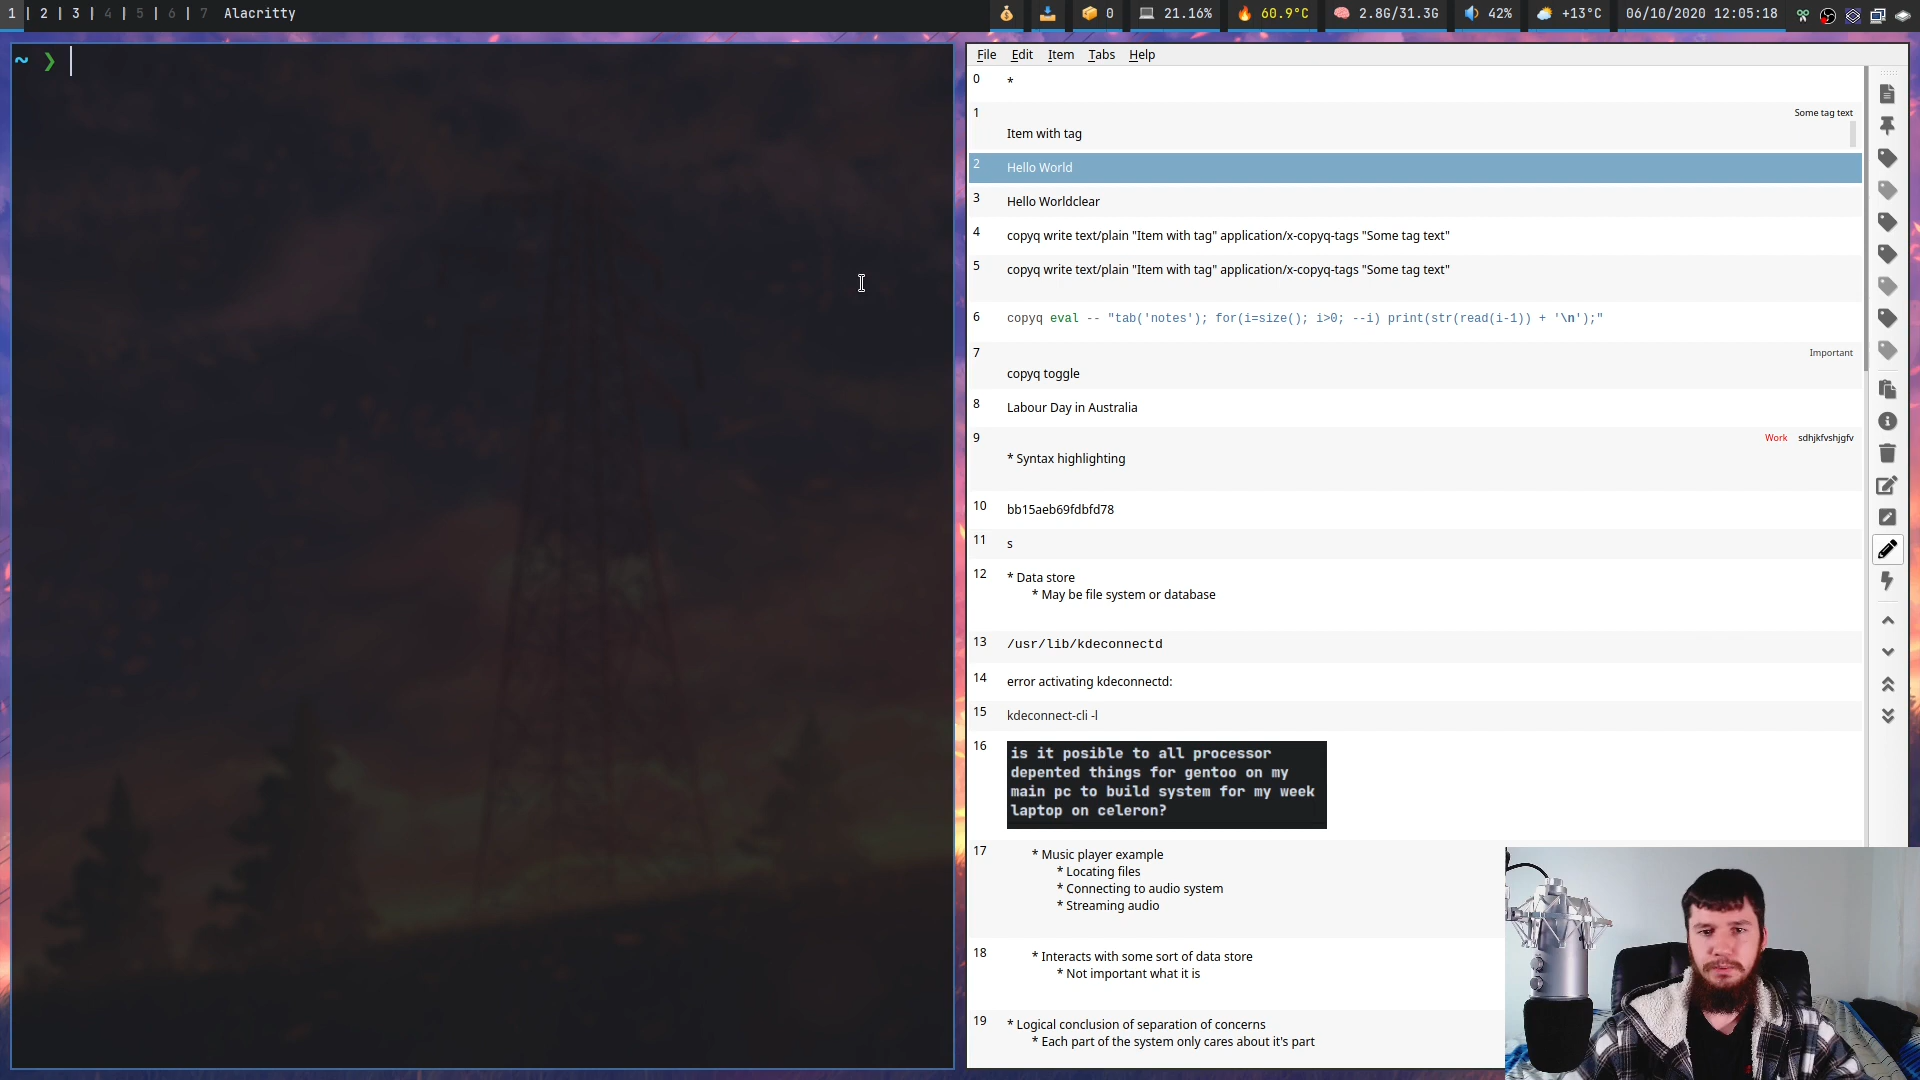 1 | 2 | 3 | 4 | 5 | 6 | 7 Alacritty
0 21.16% 60.9°C 2.8G/31.3G 42% +13°C 06/10/2020 12:05:18
~ ❯
File Edit Item Tabs Help
0 *
1 Some tag text
Item with tag
2 Hello World
3 Hello Worldclear
4 copyq write text/plain "Item with tag" application/x-copyq-tags "Some tag text"
5 copyq write text/plain "Item with tag" application/x-copyq-tags "Some tag text"
6 copyq eval -- "tab('notes'); for(i=size(); i>0; --i) print(str(read(i-1)) + '\n');"
7 Important
copyq toggle
8 Labour Day in Australia
9 Work sdhjkfvshjgfv
* Syntax highlighting
10 bb15aeb69fdbfd78
11 s
12 * Data store
* May be file system or database
13 /usr/lib/kdeconnectd
14 error activating kdeconnectd:
15 kdeconnect-cli -l
16 is it posible to all processor
depented things for gentoo on my
main pc to build system for my week
laptop on celeron?
17 * Music player example
* Locating files
* Connecting to audio system
* Streaming audio
18 * Interacts with some sort of data store
* Not important what it is
19 * Logical conclusion of separation of concerns
* Each part of the system only cares about it's part